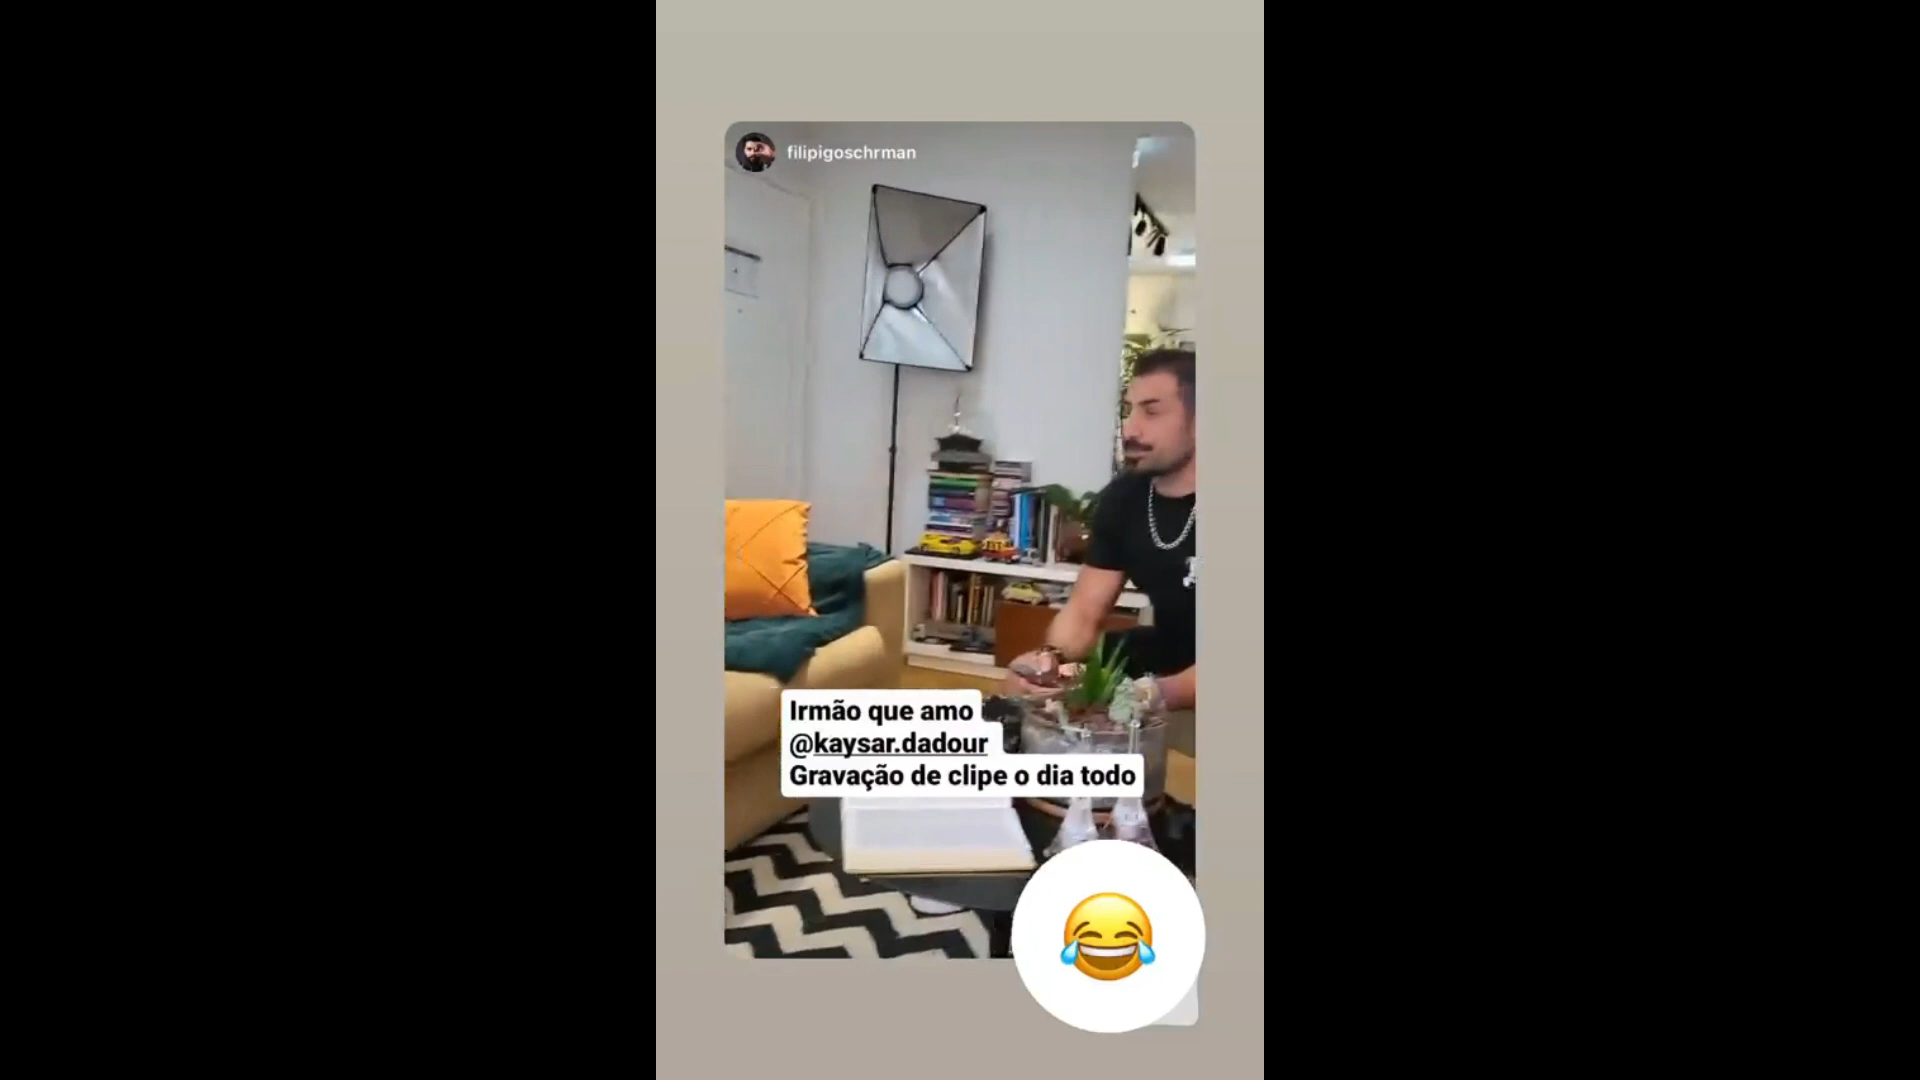 filipigoschrman
Irmão que amo
@kaysar.dadour
Gravação de clipe o dia todo